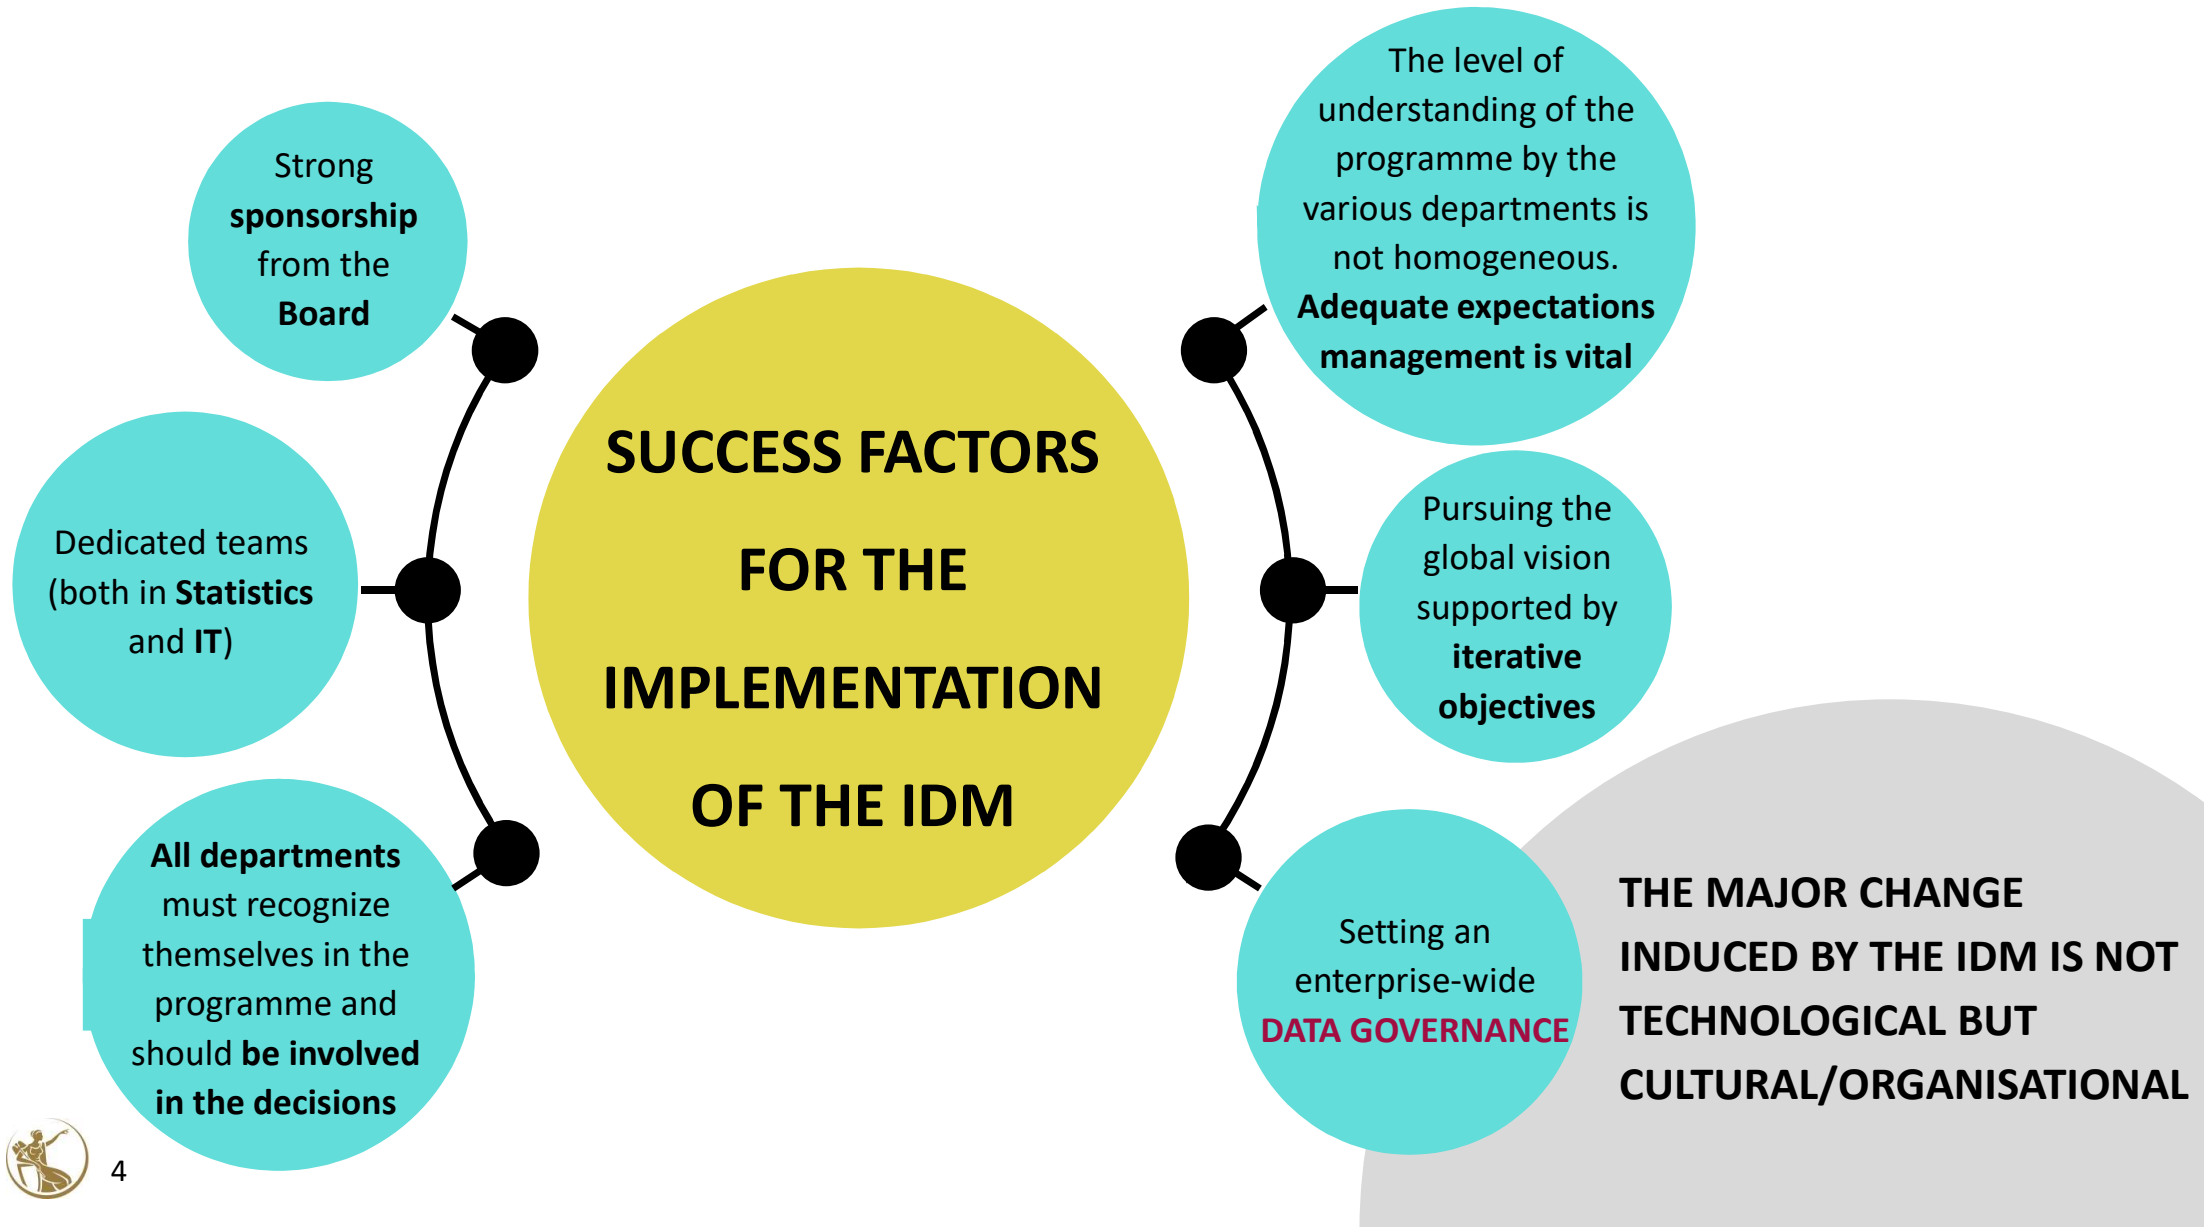 Strong
sponsorship
from the
Board
Dedicated teams
(both in Statistics
and IT)
All departments
must recognize
themselves in the
programme and
should be involved
in the decisions
SUCCESS FACTORS
FOR THE
IMPLEMENTATION
OF THE IDM
The level of
understanding of the
programme by the
various departments is
not homogeneous.
Adequate expectations
management is vital
Pursuing the
global vision
supported by
iterative
objectives
Setting an
enterprise-wide
DATA GOVERNANCE
THE MAJOR CHANGE
INDUCED BY THE IDM IS NOT
TECHNOLOGICAL BUT
CULTURAL/ORGANISATIONAL
4